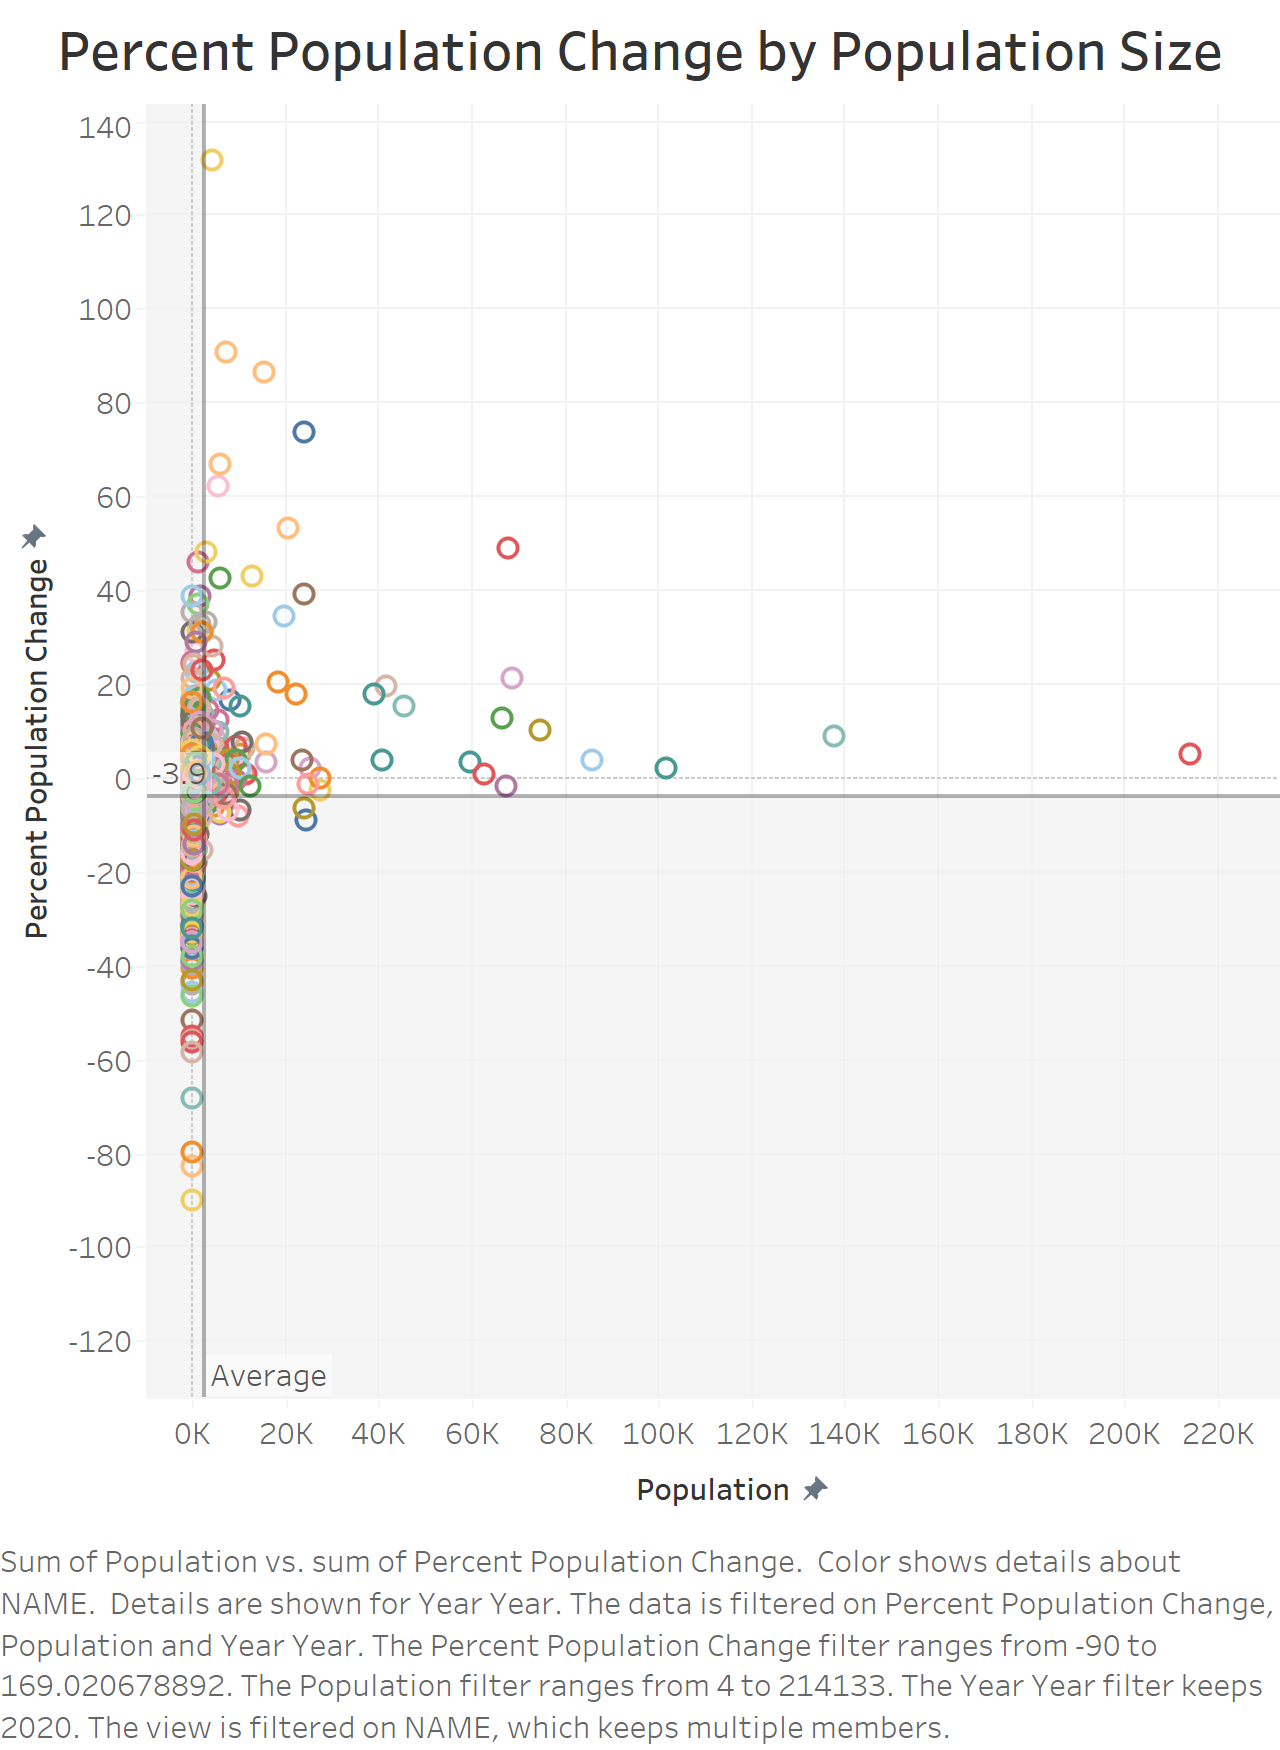 Percent Population Change by Population Size
140
120
100
80
60
40
20
0
-20
-40
-60
-80
-100
-120
Percent Population Change
-3.9
Average
0K 20K 40K 60K 80K 100K 120K 140K 160K 180K 200K 220K
Population
Sum of Population vs. sum of Percent Population Change.  Color shows details about
NAME.  Details are shown for Year Year. The data is filtered on Percent Population Change,
Population and Year Year. The Percent Population Change filter ranges from -90 to
169.020678892. The Population filter ranges from 4 to 214133. The Year Year filter keeps
2020. The view is filtered on NAME, which keeps multiple members.